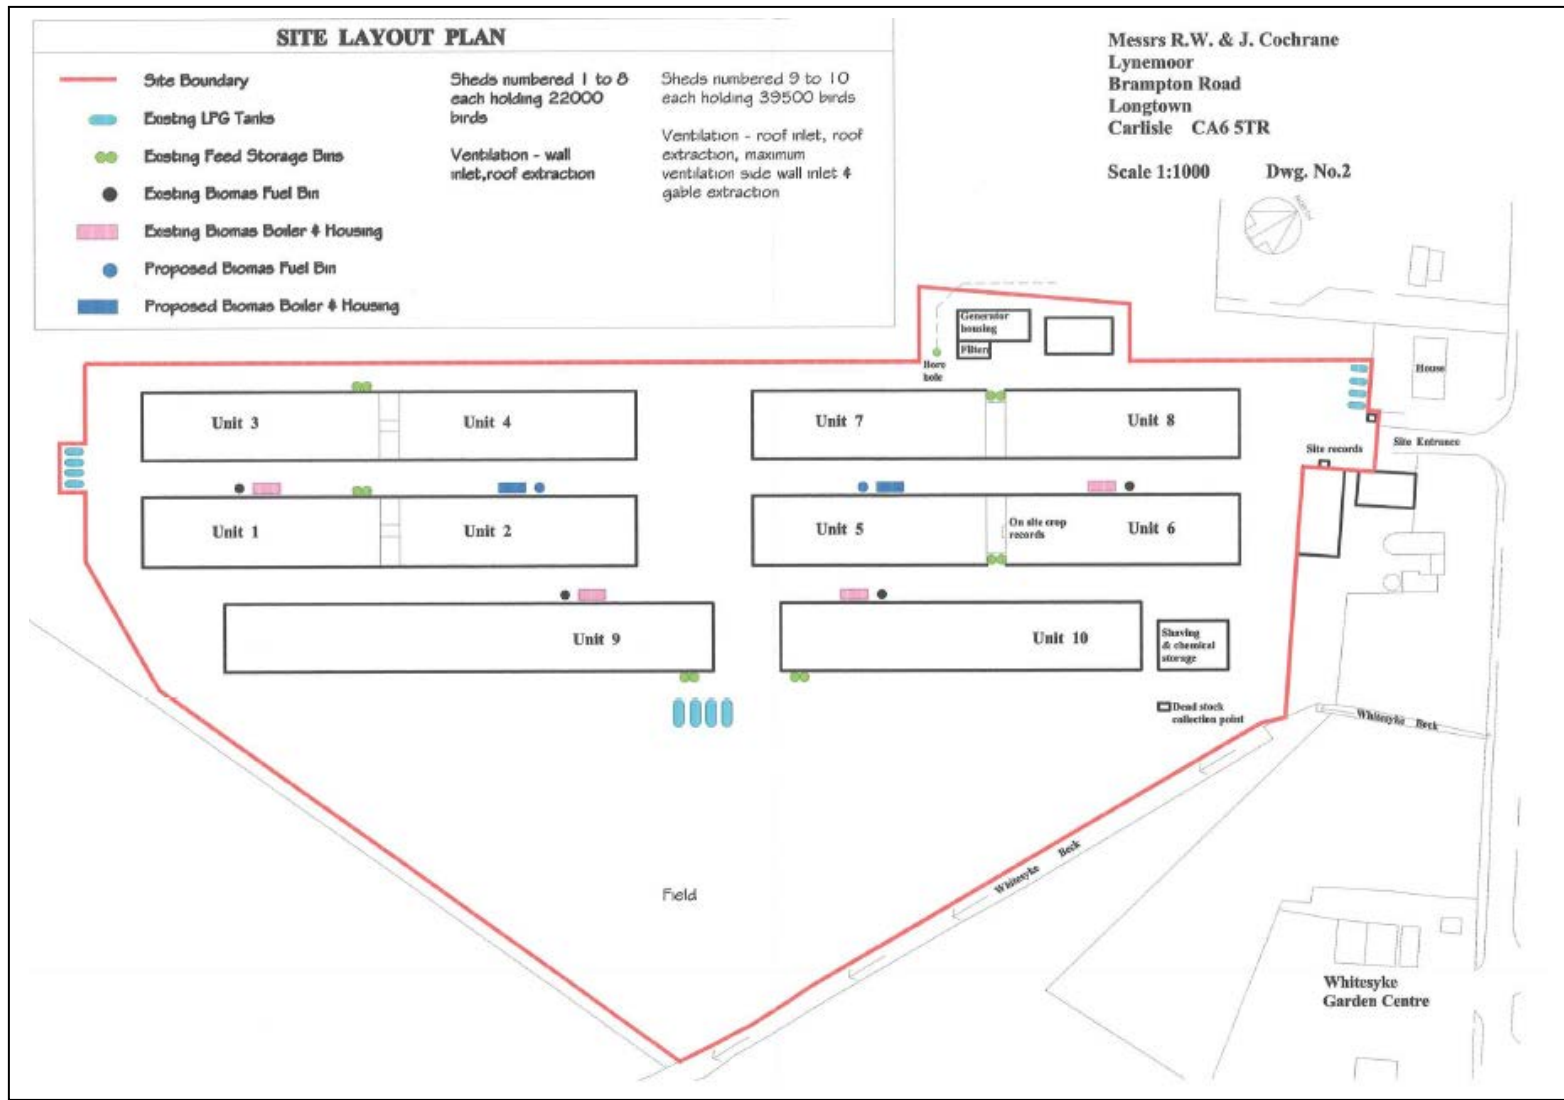 SITE LAYOUT PLAN
Site Boundary
Existng LPG Tanks
Existing Feed Storage Bins
Existing Biomas Fuel Bin
Existing Biomas Boiler & Housing
Proposed Biomas Fuel Bin
Proposed Biomas Boiler & Housing
Sheds numbered 1 to 8
each holding 22000
birds
Ventilation - wall
inlet,roof extraction
Sheds numbered 9 to 10
each holding 39500 birds
Ventilation - roof inlet, roof
extraction, maximum
ventilation side wall inlet &
gable extraction
Messrs R.W. & J. Cochrane
Lynemoor
Brampton Road
Longtown
Carlisle CA6 5TR
Scale 1:1000 Dwg. No.2
NORTH
Generator
housing
Filters
Bore
hole
House
Site Entrance
Site records
Unit 3
Unit 4
Unit 7
Unit 8
Unit 1
Unit 2
Unit 5
On site crop
records
Unit 6
Unit 9
Unit 10
Shaving
& chemical
storage
Dead stock
collection point
Whitesyke Beck
Whitesyke Beck
Field
Whitesyke
Garden Centre